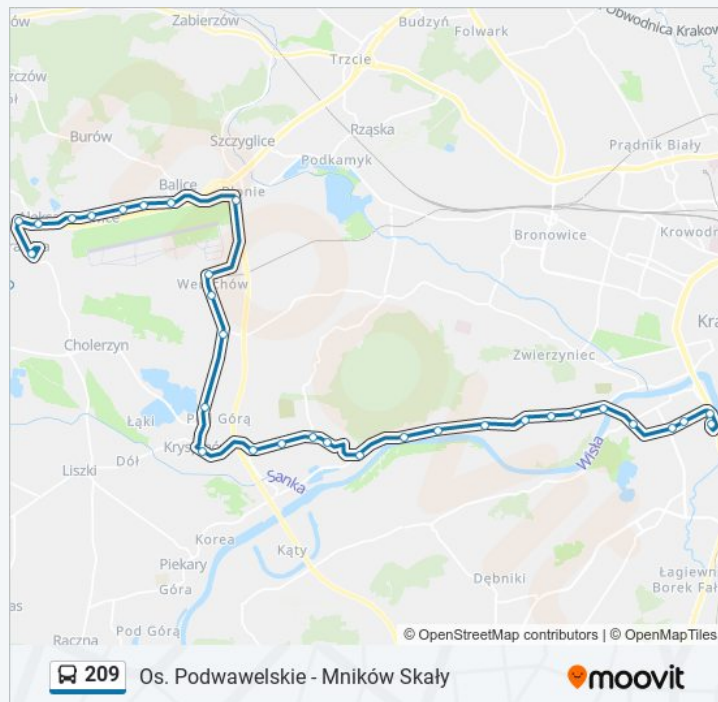 Zabierzów
Budzyń
Folwark
Obwodnica Krakow
Trzcie
Szczyglice
Rząska
Burów
Podkamyk
Prądnik Biały
Balice
Bronowice
Krowodr
Cholerzyn
Zwierzyniec
Kra
Łąki
Pod Górą
Dół
Liszki
Sanka
Wisła
Korea
Piekary
Kąty
Góra
Dębniki
Łagiewn
Borek Fał
Pod Górą
Raczna
© OpenStreetMap contributors | © OpenMapTiles
209 Os. Podwawelskie - Mników Skały moovit